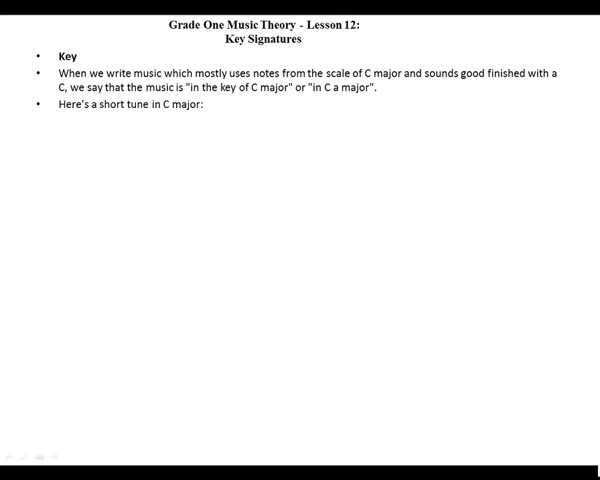 Grade One Music Theory - Lesson 12:
Key Signatures
• Key
• When we write music which mostly uses notes from the scale of C major and sounds good finished with a
C, we say that the music is "in the key of C major" or "in C a major".
• Here's a short tune in C major: